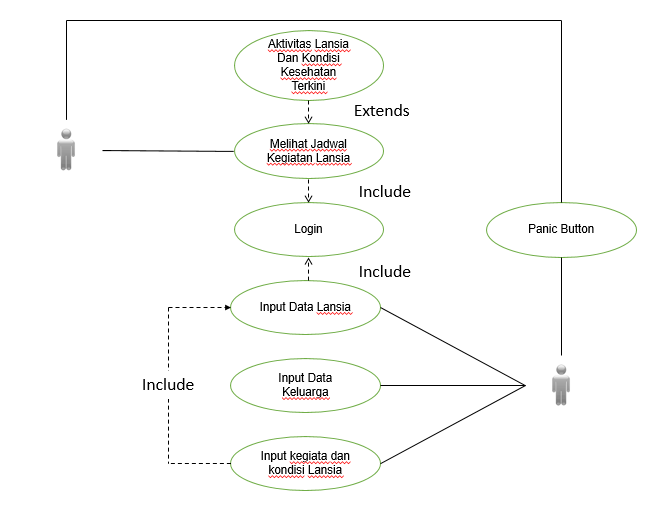 Aktivitas Lansia
Dan Kondisi
Kesehatan
Terkini
Extends
Melihat Jadwal
Kegiatan Lansia
Include
Login
Panic Button
Include
Input Data Lansia
Input Data
Keluarga
Include
Input kegiata dan
kondisi Lansia